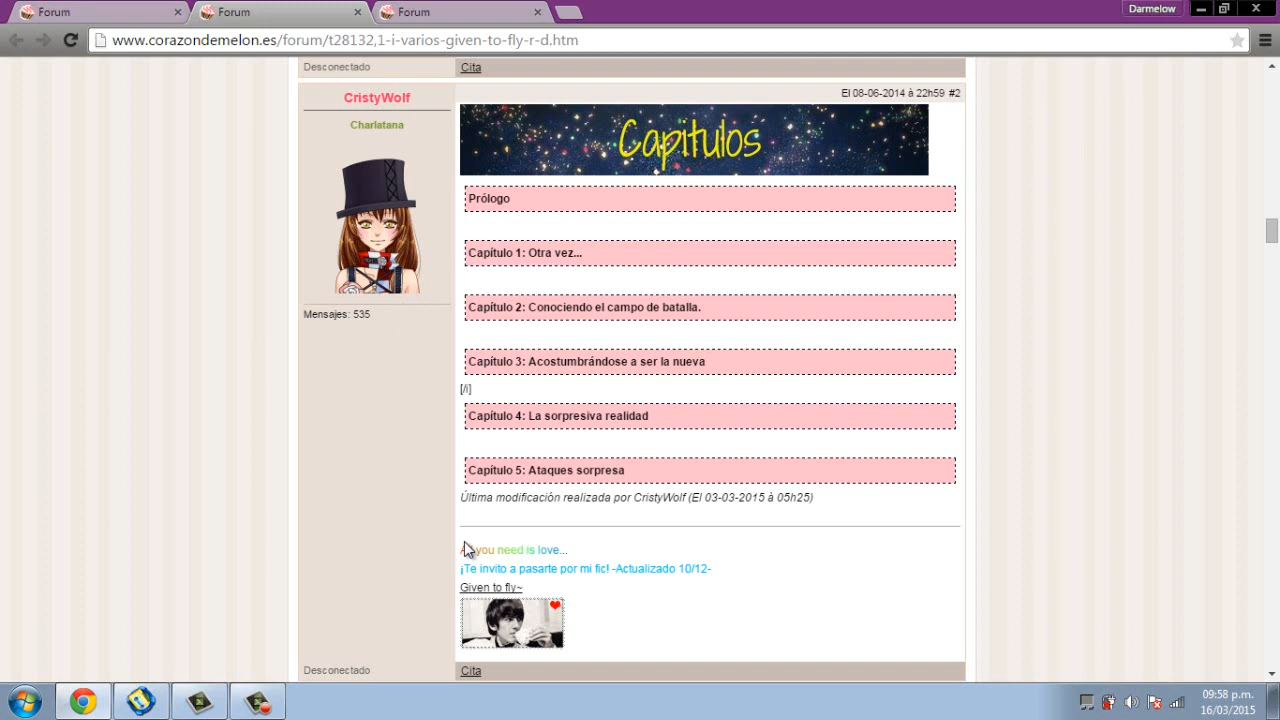 Forum
Forum
Forum
Darmelow
www.corazondemelon.es/forum/t28132,1-i-varios-given-to-fly-r-d.htm
Desconectado
Cita
CristyWolf
El 08-06-2014 à 22h59 #2
Charlatana
Capitulos
Prólogo
Capítulo 1: Otra vez...
Capítulo 2: Conociendo el campo de batalla.
Mensajes: 535
Capítulo 3: Acostumbrándose a ser la nueva
[/i]
Capítulo 4: La sorpresiva realidad
Capítulo 5: Ataques sorpresa
Última modificación realizada por CristyWolf (El 03-03-2015 à 05h25)
you need is love...
¡Te invito a pasarte por mi fic! -Actualizado 10/12-
Given to fly~
Desconectado
Cita
09:58 p.m.
16/03/2015